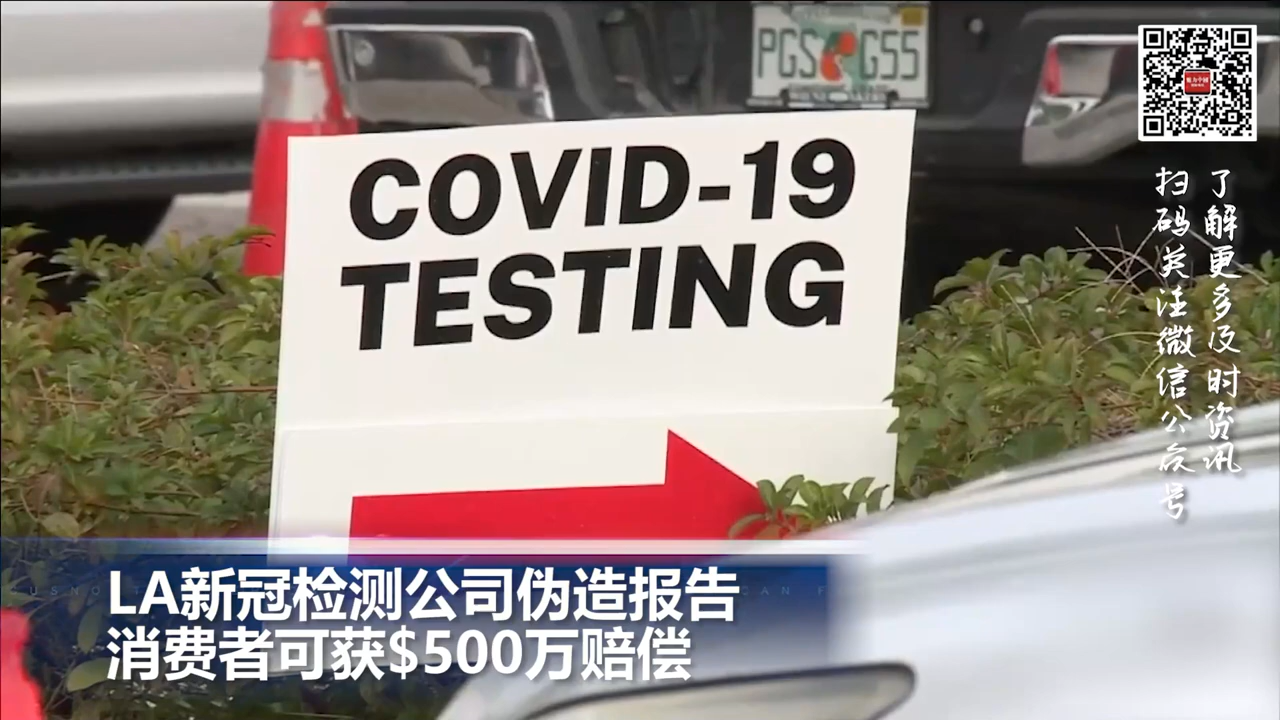 PGS G55
COVID-19
TESTING
了解更多及时资讯
扫码关注微信公众号
LA新冠检测公司伪造报告
消费者可获$500万赔偿